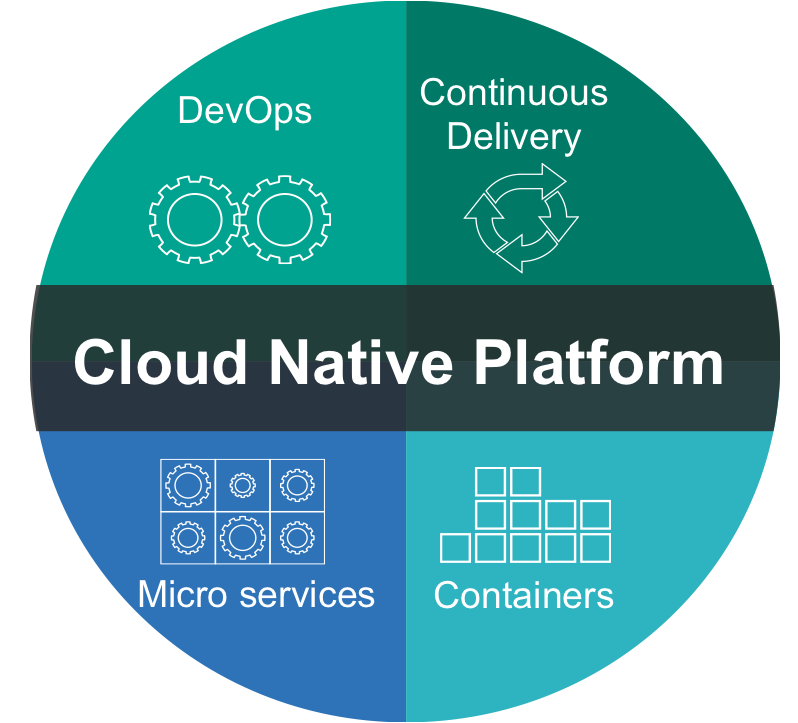 DevOps
Continuous
Delivery
Cloud Native Platform
Micro services
Containers